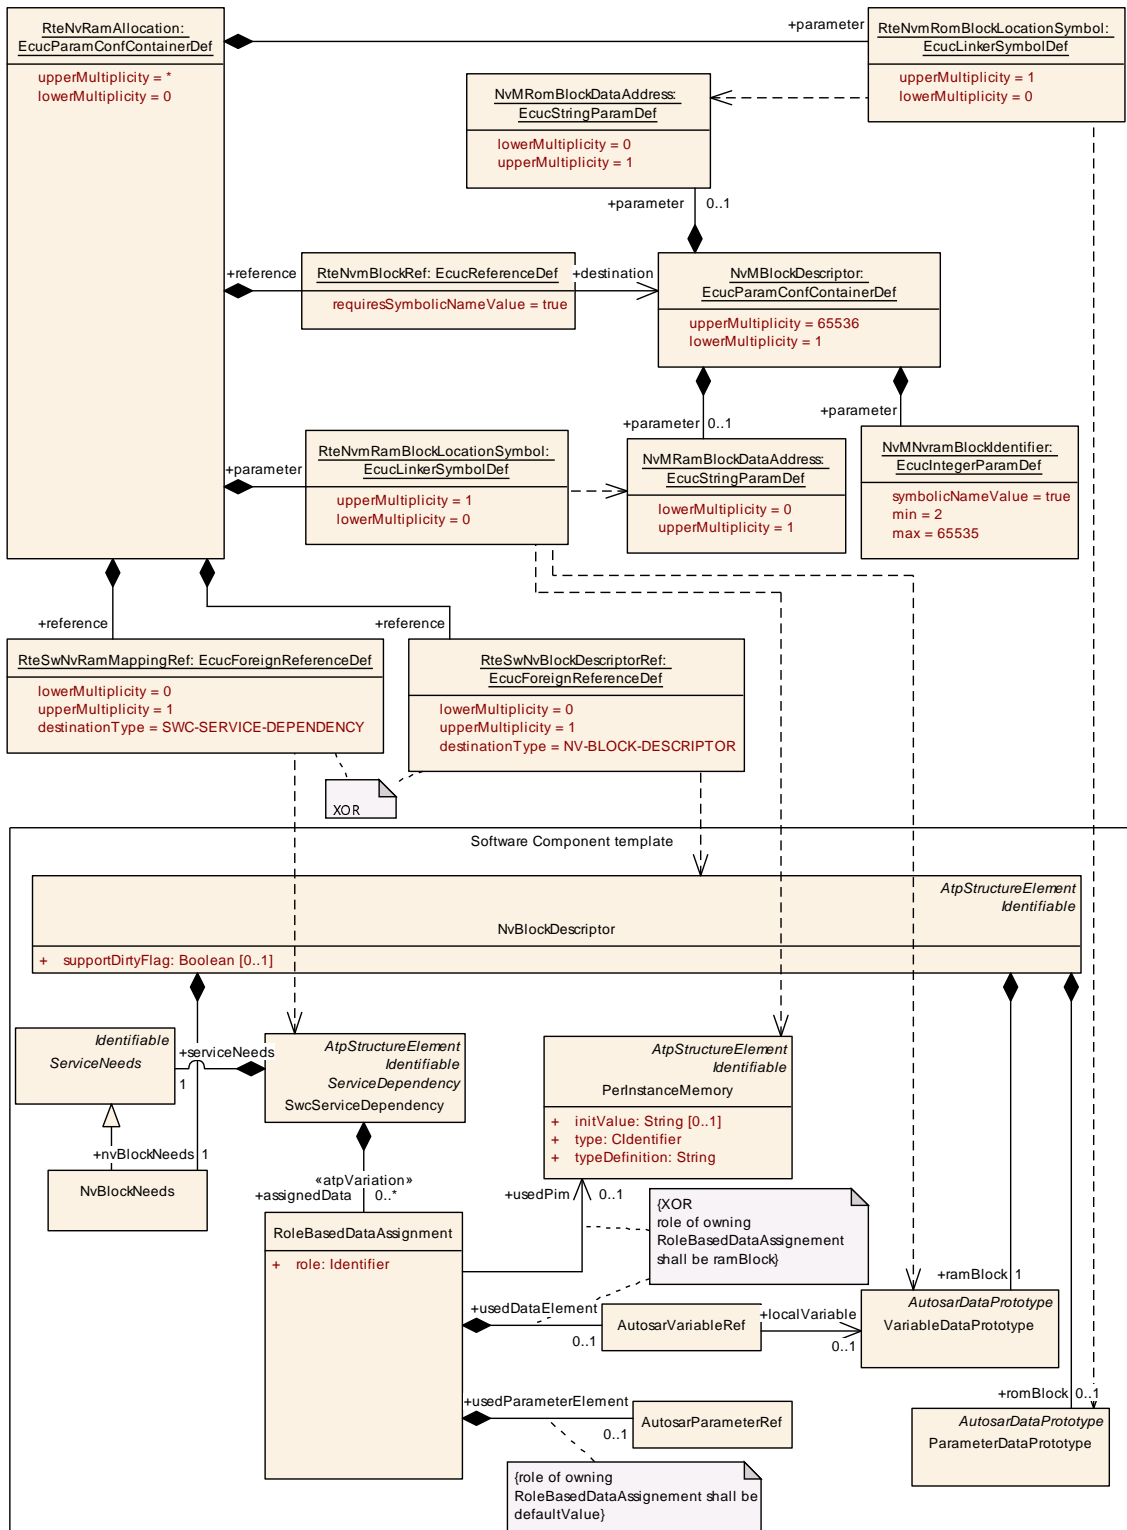 RteNvRamAllocation:
EcucParamConfContainerDef
upperMultiplicity = *
lowerMultiplicity = 0
+parameter
RteNvmRomBlockLocationSymbol:
EcucLinkerSymbolDef
upperMultiplicity = 1
lowerMultiplicity = 0
NvMRomBlockDataAddress:
EcucStringParamDef
lowerMultiplicity = 0
upperMultiplicity = 1
+parameter 0..1
+reference
RteNvmBlockRef: EcucReferenceDef
requiresSymbolicNameValue = true
+destination
NvMBlockDescriptor:
EcucParamConfContainerDef
upperMultiplicity = 65536
lowerMultiplicity = 1
+parameter 0..1
+parameter
+parameter
RteNvmRamBlockLocationSymbol:
EcucLinkerSymbolDef
upperMultiplicity = 1
lowerMultiplicity = 0
NvMRamBlockDataAddress:
EcucStringParamDef
lowerMultiplicity = 0
upperMultiplicity = 1
NvMNvramBlockIdentifier:
EcucIntegerParamDef
symbolicNameValue = true
min = 2
max = 65535
+reference
+reference
RteSwNvRamMappingRef: EcucForeignReferenceDef
lowerMultiplicity = 0
upperMultiplicity = 1
destinationType = SWC-SERVICE-DEPENDENCY
RteSwNvBlockDescriptorRef:
EcucForeignReferenceDef
lowerMultiplicity = 0
upperMultiplicity = 1
destinationType = NV-BLOCK-DESCRIPTOR
XOR
Software Component template
AtpStructureElement
Identifiable
NvBlockDescriptor
+ supportDirtyFlag: Boolean [0..1]
Identifiable
ServiceNeeds
+serviceNeeds
1
AtpStructureElement
Identifiable
ServiceDependency
SwcServiceDependency
AtpStructureElement
Identifiable
PerInstanceMemory
+ initValue: String [0..1]
+ type: CIdentifier
+ typeDefinition: String
+nvBlockNeeds 1
NvBlockNeeds
«atpVariation»
+assignedData 0..*
+usedPim 0..1
RoleBasedDataAssignment
+ role: Identifier
{XOR
role of owning
RoleBasedDataAssignement
shall be ramBlock}
+ramBlock 1
+usedDataElement
0..1
AutosarVariableRef
+localVariable
0..1
AutosarDataPrototype
VariableDataPrototype
+usedParameterElement
0..1
AutosarParameterRef
+romBlock 0..1
AutosarDataPrototype
ParameterDataPrototype
{role of owning
RoleBasedDataAssignement shall be
defaultValue}